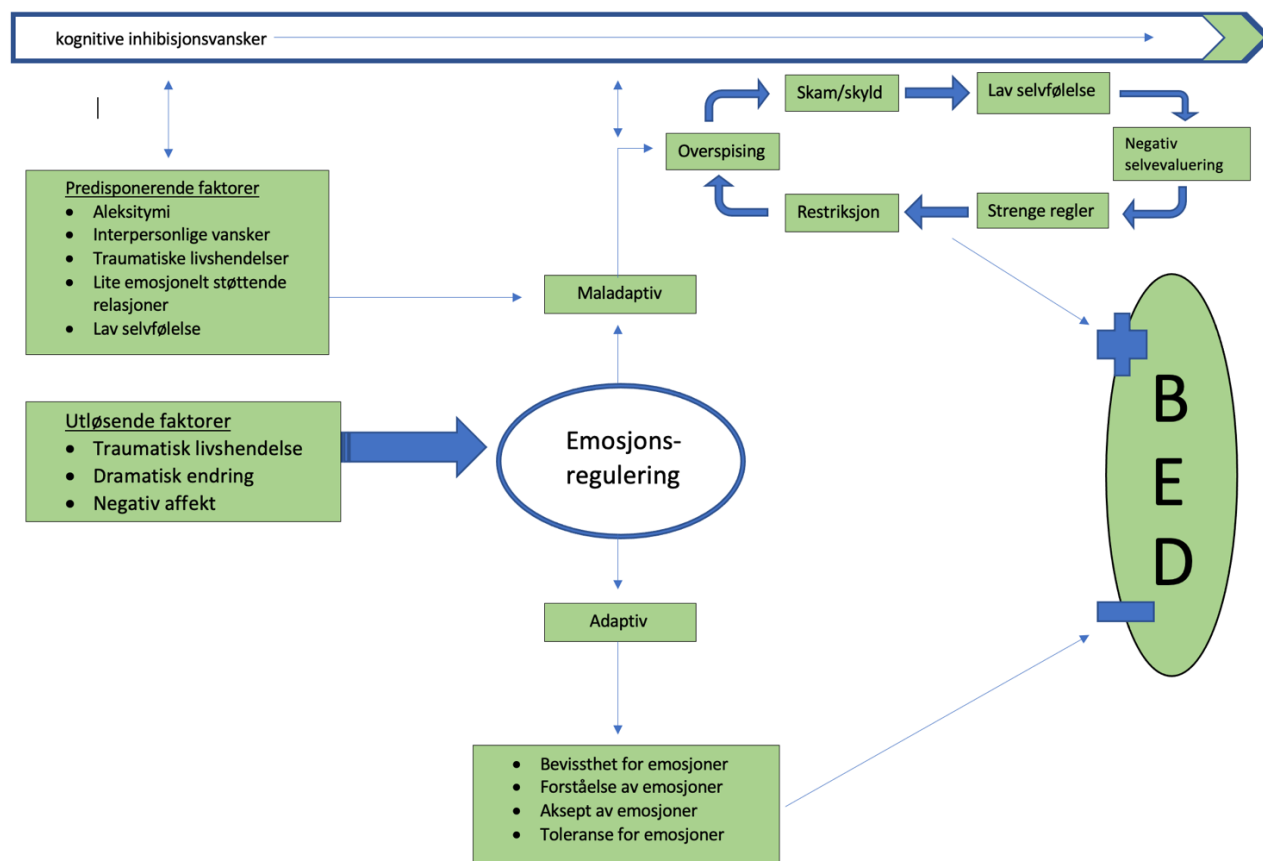 kognitive inhibisjonsvansker
Skam/skyld
Lav selvfølelse
Overspising
Negativ
selvevaluering
Restriksjon
Strenge regler
Predisponerende faktorer
• Aleksitymi
• Interpersonlige vansker
• Traumatiske livshendelser
• Lite emosjonelt støttende
relasjoner
• Lav selvfølelse
Maladaptiv
Utløsende faktorer
• Traumatisk livshendelse
• Dramatisk endring
• Negativ affekt
Emosjons-
regulering
B
E
D
Adaptiv
• Bevissthet for emosjoner
• Forståelse av emosjoner
• Aksept av emosjoner
• Toleranse for emosjoner